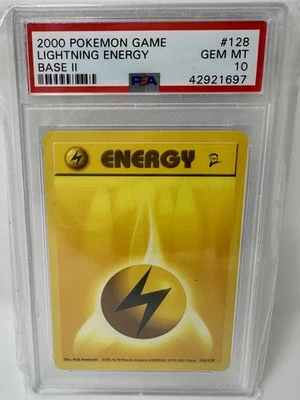 2000 POKEMON GAME #128
LIGHTNING ENERGY GEM MT
BASE II 10
PSA 42921697
ENERGY